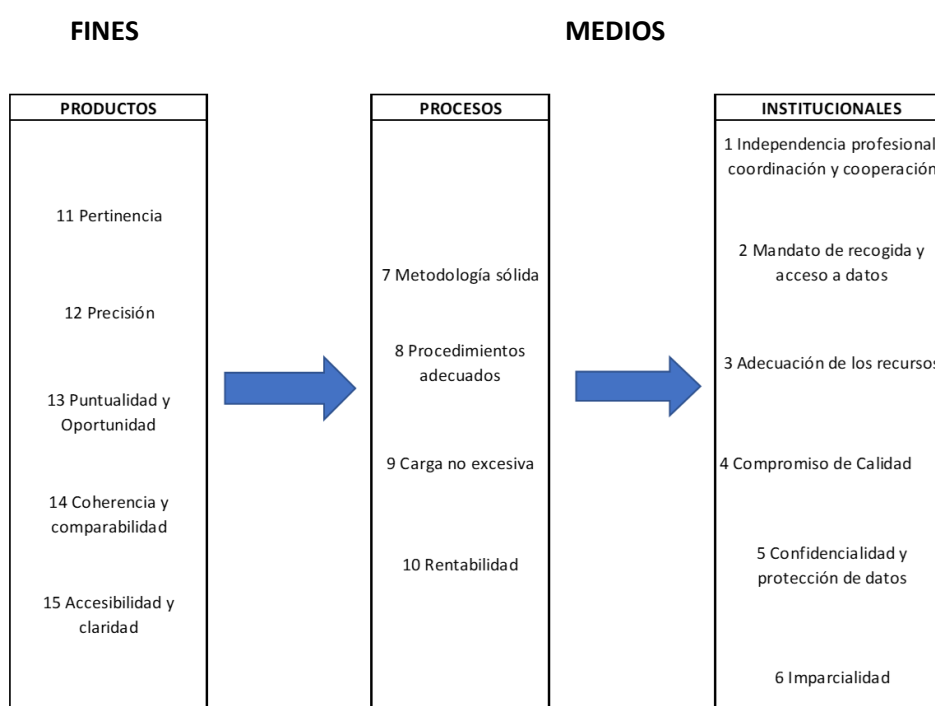 FINES
MEDIOS
PRODUCTOS
11 Pertinencia
12 Precisión
13 Puntualidad y
Oportunidad
14 Coherencia y
comparabilidad
15 Accesibilidad y
claridad
PROCESOS
7 Metodología sólida
8 Procedimientos
adecuados
9 Carga no excesiva
10 Rentabilidad
INSTITUCIONALES
1 Independencia profesional
coordinación y cooperación
2 Mandato de recogida y
acceso a datos
3 Adecuación de los recursos
4 Compromiso de Calidad
5 Confidencialidad y
protección de datos
6 Imparcialidad